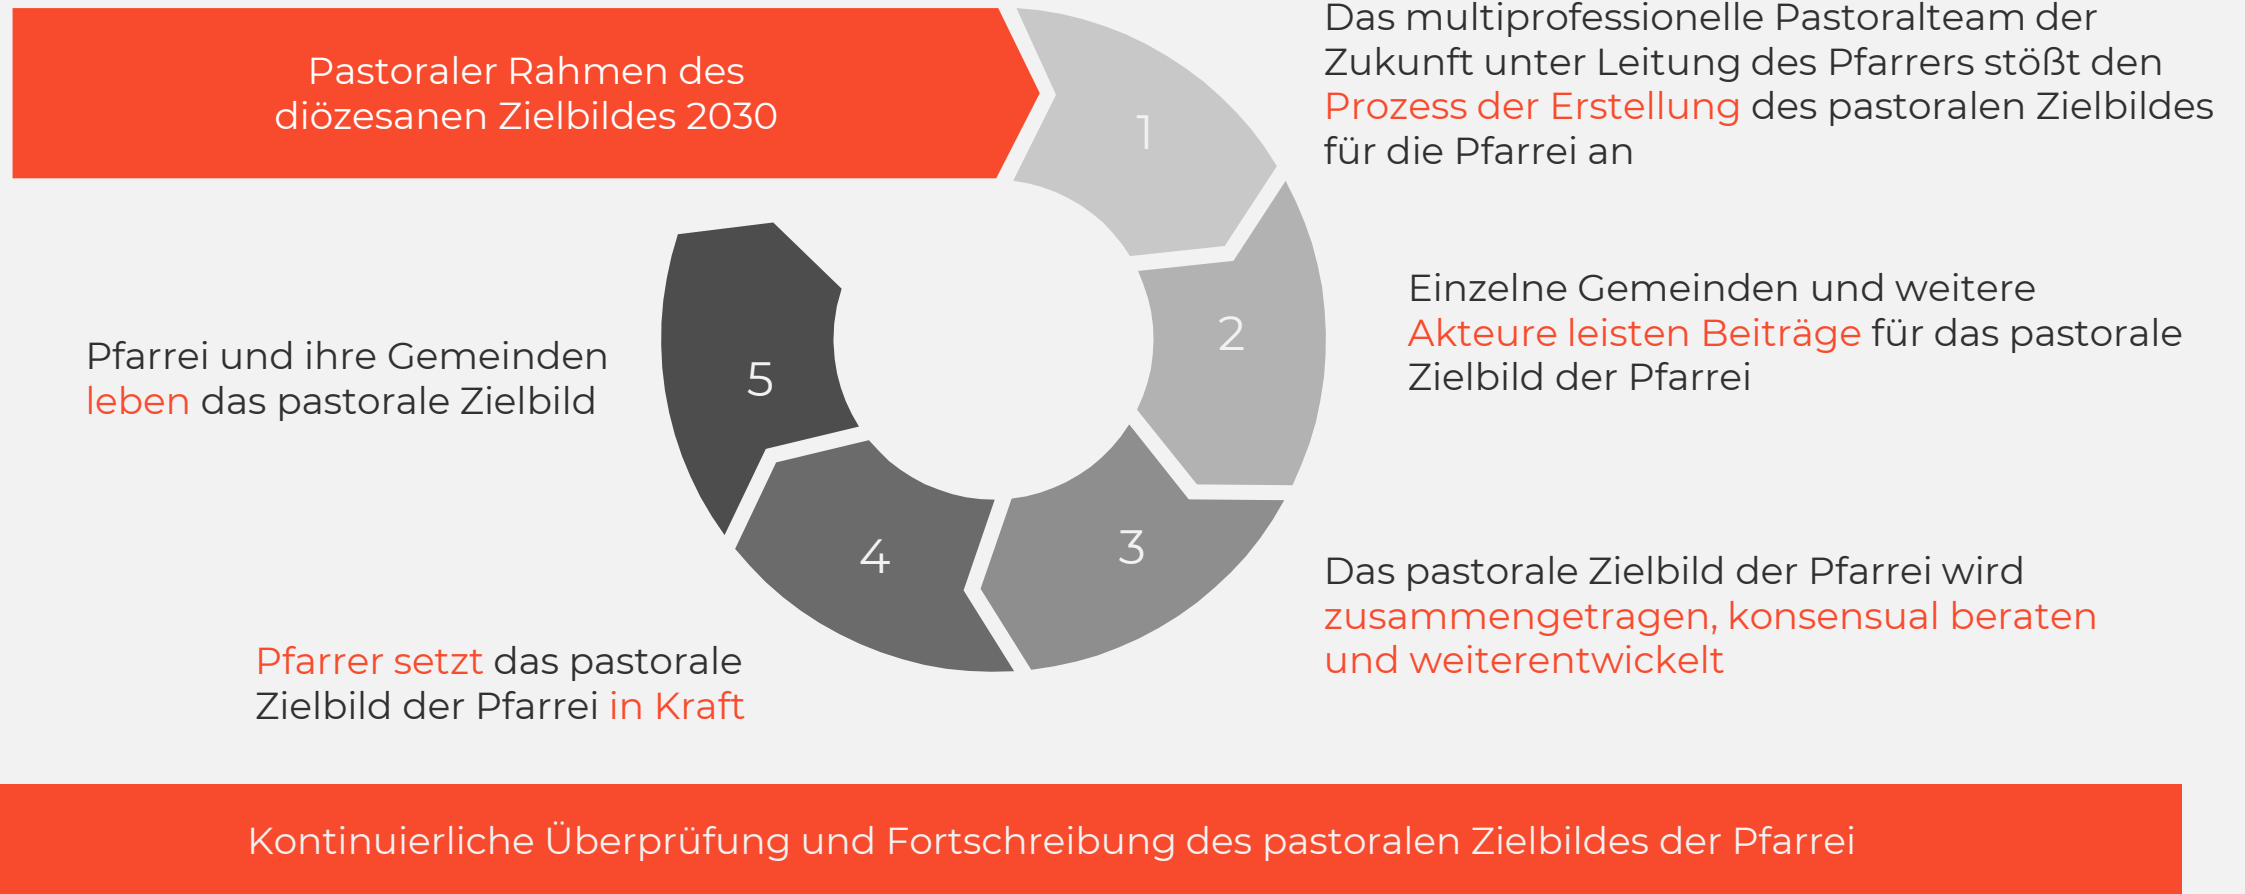 Pastoraler Rahmen des
diözesanen Zielbildes 2030
1
Das multiprofessionelle Pastoralteam der
Zukunft unter Leitung des Pfarrers stößt den
Prozess der Erstellung des pastoralen Zielbildes
für die Pfarrei an
2
Einzelne Gemeinden und weitere
Akteure leisten Beiträge für das pastorale
Zielbild der Pfarrei
3
Das pastorale Zielbild der Pfarrei wird
zusammengetragen, konsensual beraten
und weiterentwickelt
4
Pfarrer setzt das pastorale
Zielbild der Pfarrei in Kraft
5
Pfarrei und ihre Gemeinden
leben das pastorale Zielbild
Kontinuierliche Überprüfung und Fortschreibung des pastoralen Zielbildes der Pfarrei